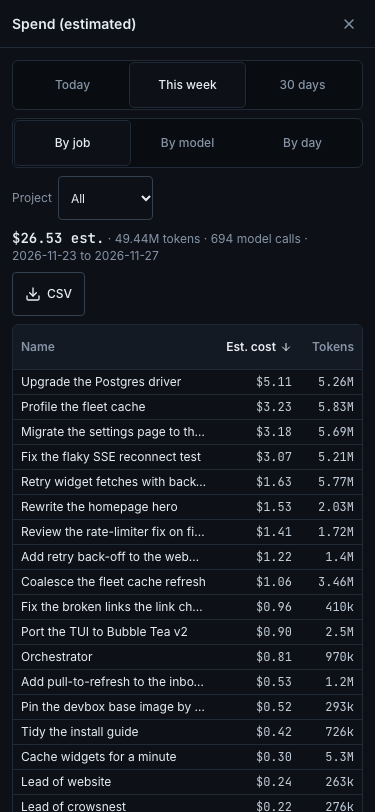 Spend (estimated)
Today This week 30 days
By job By model By day
Project All
$26.53 est. · 49.44M tokens · 694 model calls ·
2026-11-23 to 2026-11-27
CSV
Name Est. cost ↓ Tokens
Upgrade the Postgres driver $5.11 5.26M
Profile the fleet cache $3.23 5.83M
Migrate the settings page to th... $3.18 5.69M
Fix the flaky SSE reconnect test $3.07 5.21M
Retry widget fetches with back... $1.63 5.77M
Rewrite the homepage hero $1.53 2.03M
Review the rate-limiter fix on fi... $1.41 1.72M
Add retry back-off to the web... $1.22 1.4M
Coalesce the fleet cache refresh $1.06 3.46M
Fix the broken links the link ch... $0.96 410k
Port the TUI to Bubble Tea v2 $0.90 2.5M
Orchestrator $0.81 970k
Add pull-to-refresh to the inbo... $0.53 1.2M
Pin the devbox base image by ... $0.52 293k
Tidy the install guide $0.42 726k
Cache widgets for a minute $0.30 5.3M
Lead of website $0.24 263k
Lead of crowsnest $0.22 276k